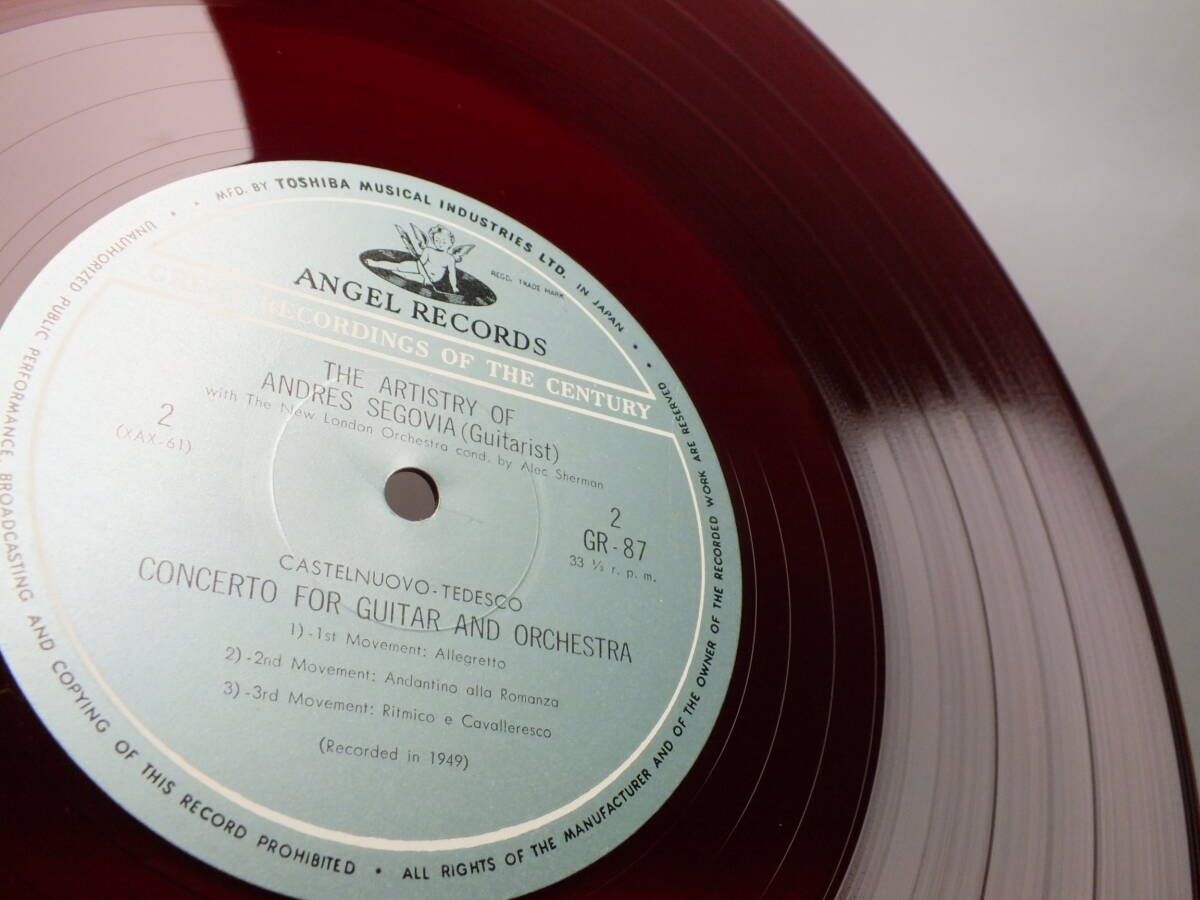 MFD. BY TOSHIBA MUSICAL INDUSTRIES LTD. IN JAPAN
REGD. TRADE MARK
ANGEL RECORDS
RECORDINGS OF THE CENTURY
THE ARTISTRY OF
ANDRES SEGOVIA (Guitarist)
with The New London Orchestra cond. by Alec Sherman
2
(XAX-61)
2
GR-87
33 ⅓ r. p. m.
CASTELNUOVO-TEDESCO
CONCERTO FOR GUITAR AND ORCHESTRA
1)-1st Movement: Allegretto
2)-2nd Movement: Andantino alla Romanza
3)-3rd Movement: Ritmico e Cavalleresco
(Recorded in 1949)
ALL RIGHTS OF THE MANUFACTURER AND OF THE OWNER OF THE RECORDED WORK ARE RESERVED
UNAUTHORIZED PUBLIC PERFORMANCE BROADCASTING AND COPYING OF THIS RECORD PROHIBITED